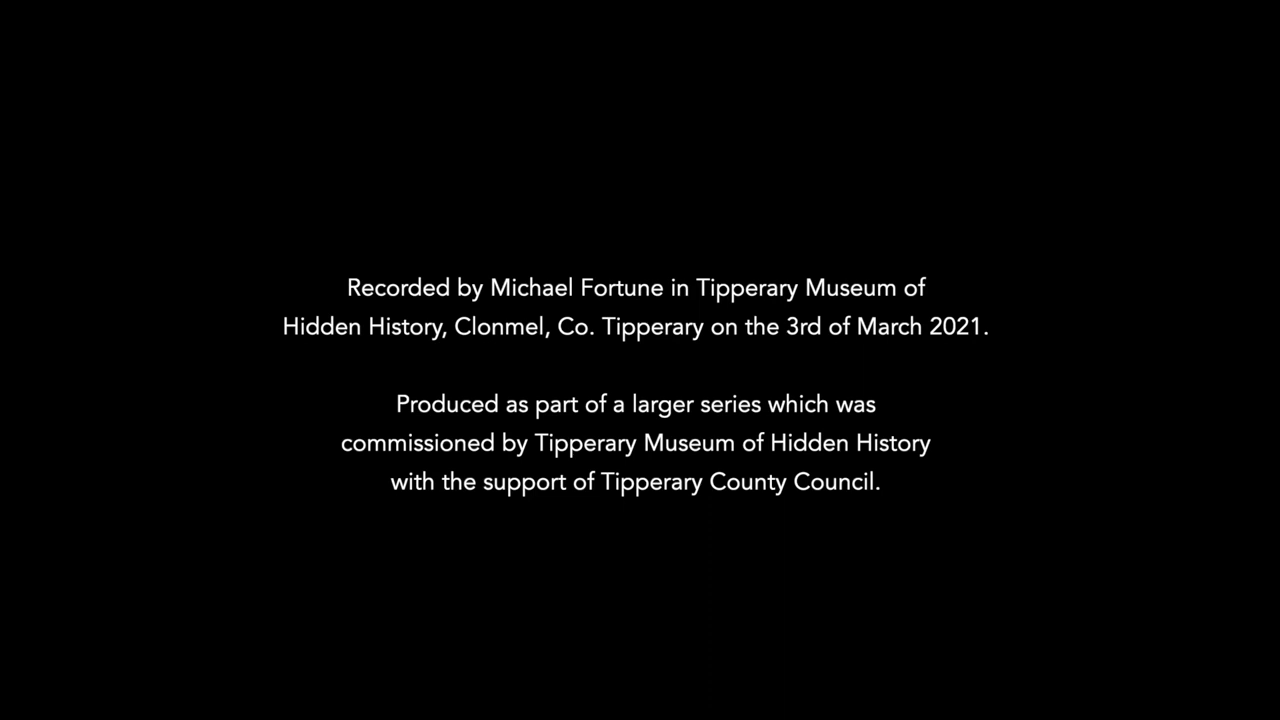 Recorded by Michael Fortune in Tipperary Museum of
Hidden History, Clonmel, Co. Tipperary on the 3rd of March 2021.
Produced as part of a larger series which was
commissioned by Tipperary Museum of Hidden History
with the support of Tipperary County Council.